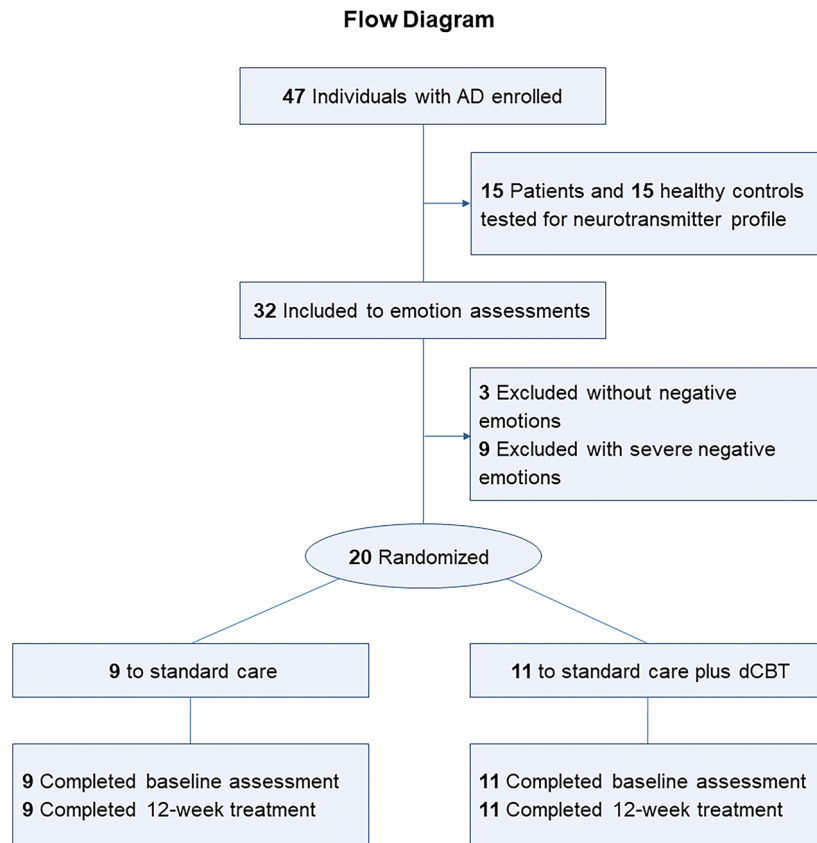 Flow Diagram
47 Individuals with AD enrolled
15 Patients and 15 healthy controls
tested for neurotransmitter profile
32 Included to emotion assessments
3 Excluded without negative
emotions
9 Excluded with severe negative
emotions
20 Randomized
9 to standard care
11 to standard care plus dCBT
9 Completed baseline assessment
9 Completed 12-week treatment
11 Completed baseline assessment
11 Completed 12-week treatment